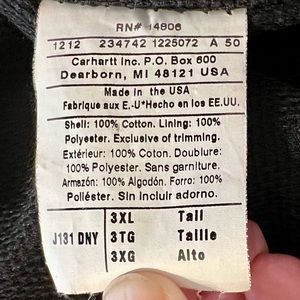 RN# 14806
1212 234742 1225072 A 50
Carhartt Inc. P.O. Box 600
Dearborn, MI 48121 USA
Made in the USA
Fabrique aux E.-U*Hecho en los EE.UU.
Shell: 100% Cotton. Lining: 100%
Polyester. Exclusive of trimming.
Extérieur: 100% Coton. Doublure:
100% Polyester. Sans garniture.
Armazón: 100% Algodón. Forro: 100%
Poliéster. Sin Incluir adorno.
J131 DNY
3XL Tall
3TG Taille
3XG Alto